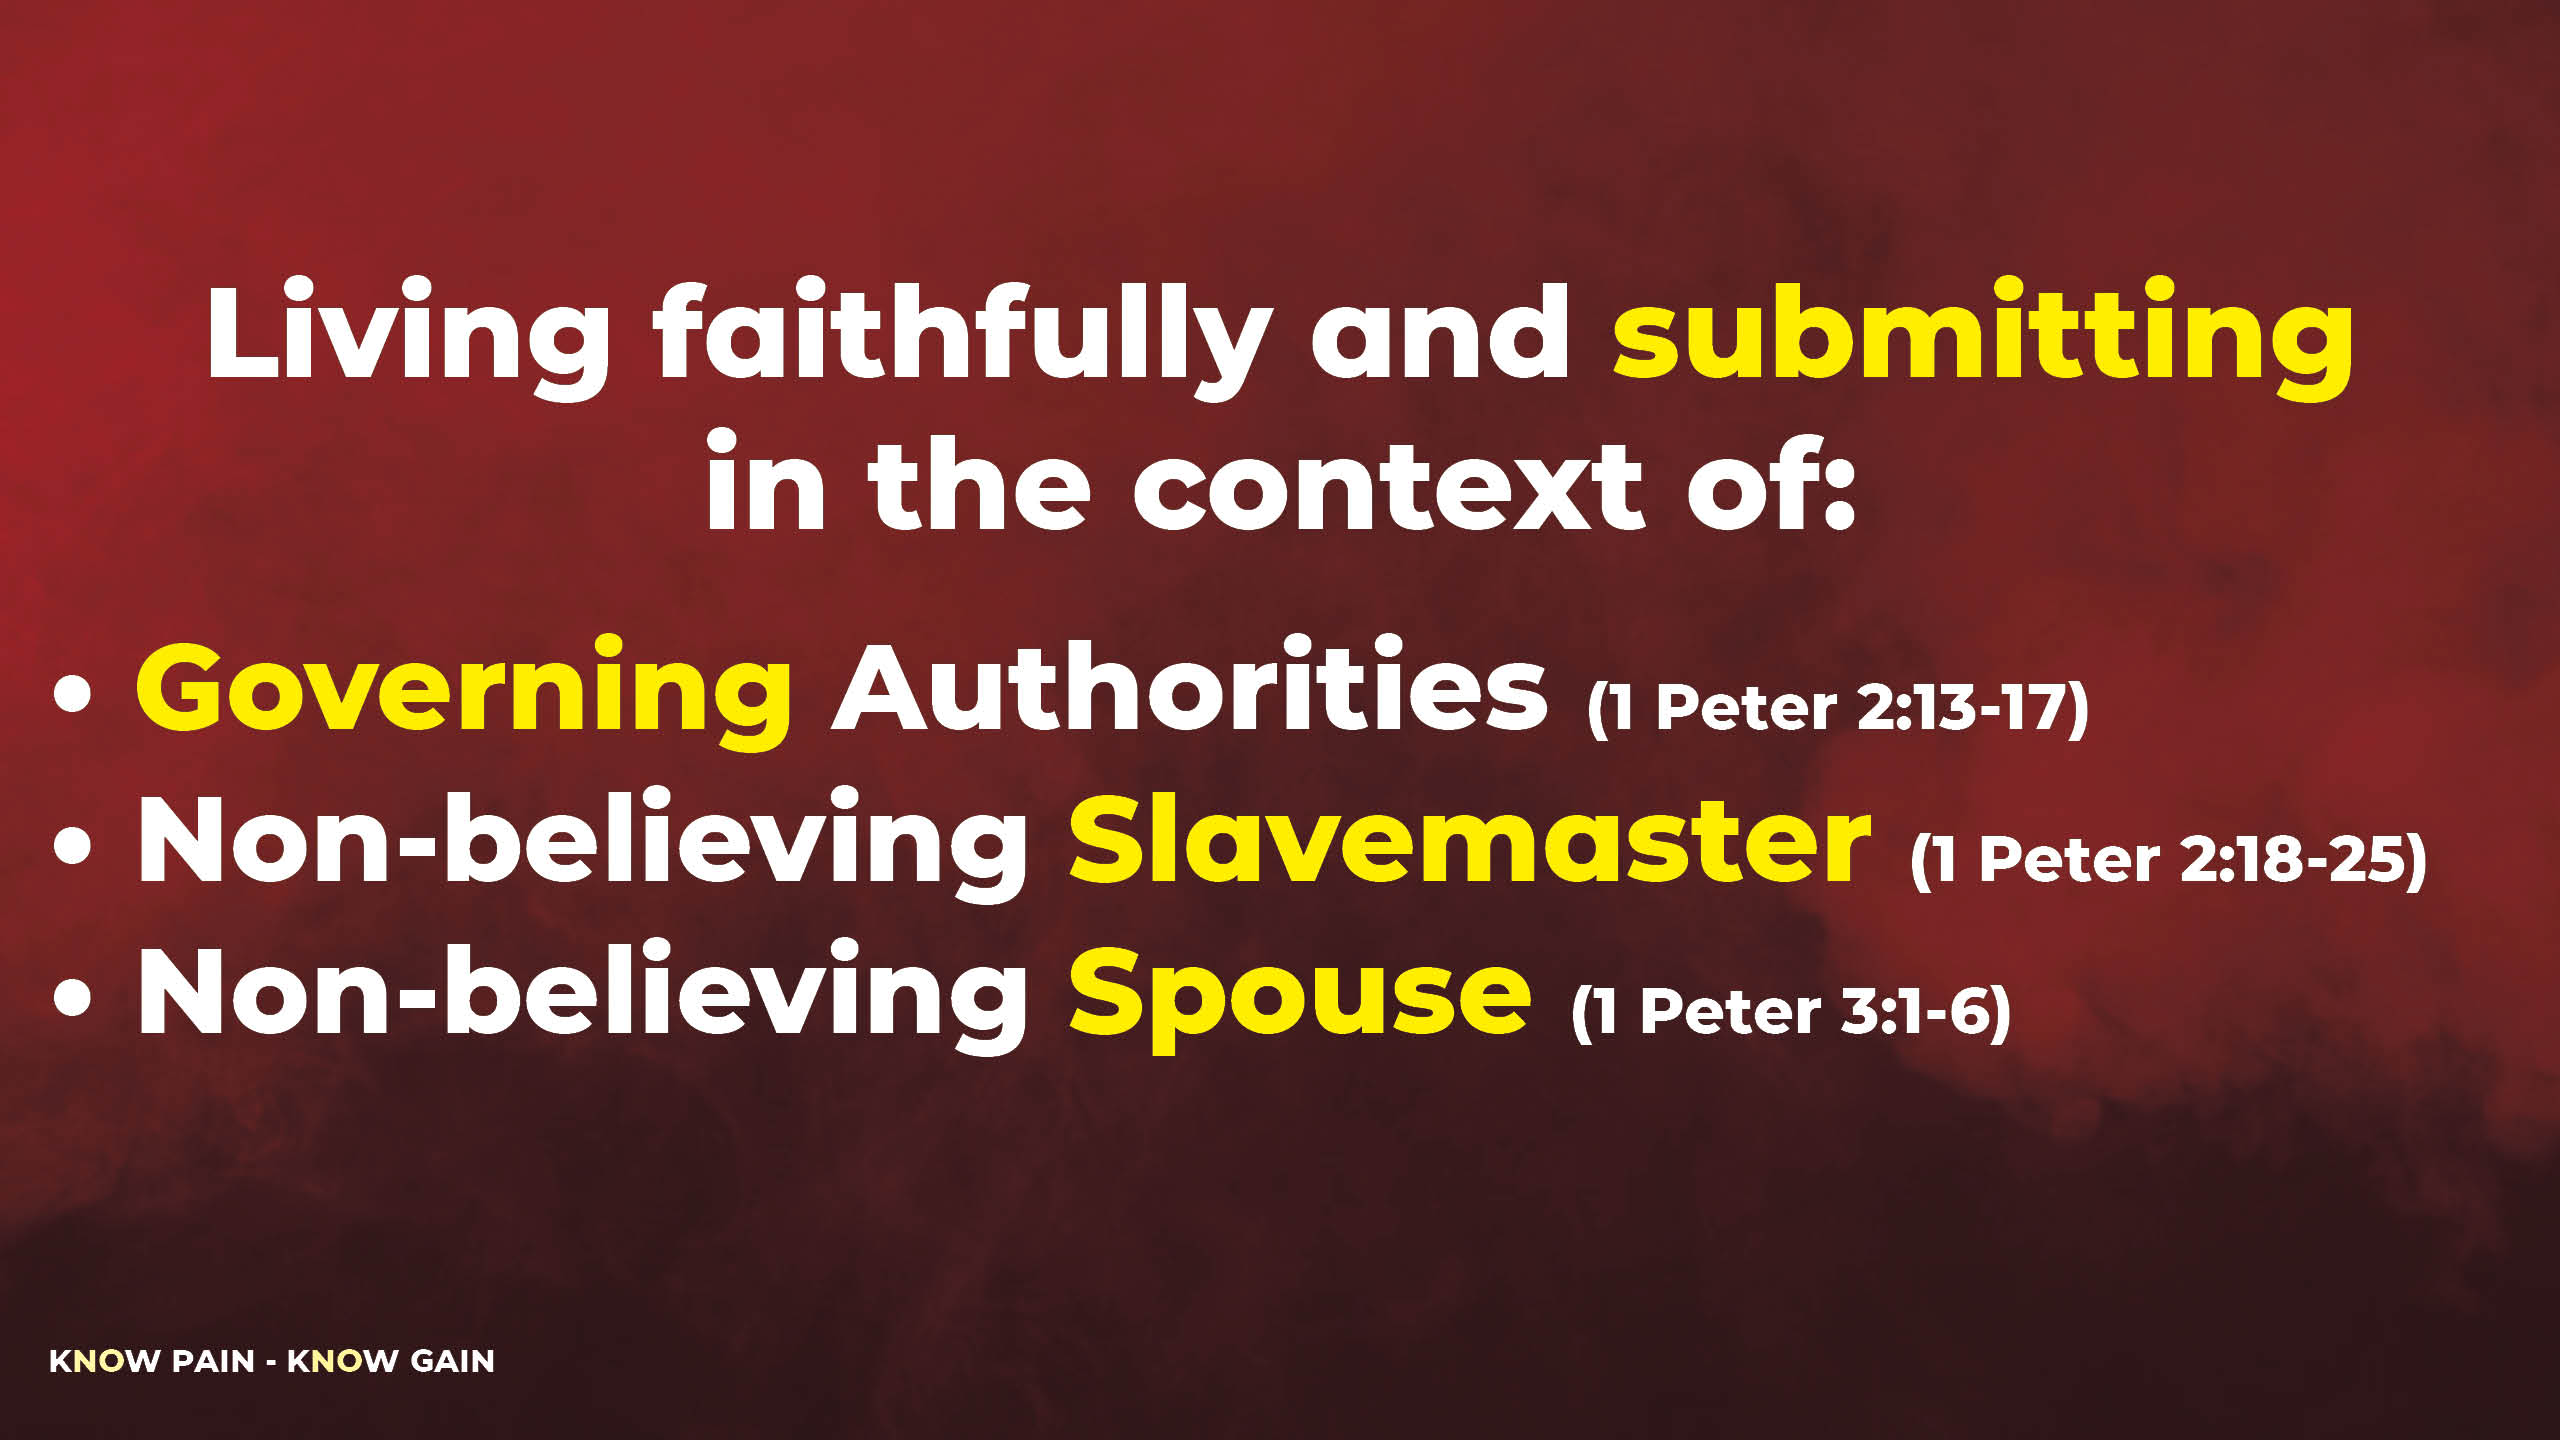 Living faithfully and submitting
in the context of:
• Governing Authorities (1 Peter 2:13-17)
• Non-believing Slavemaster (1 Peter 2:18-25)
• Non-believing Spouse (1 Peter 3:1-6)
KNOW PAIN - KNOW GAIN